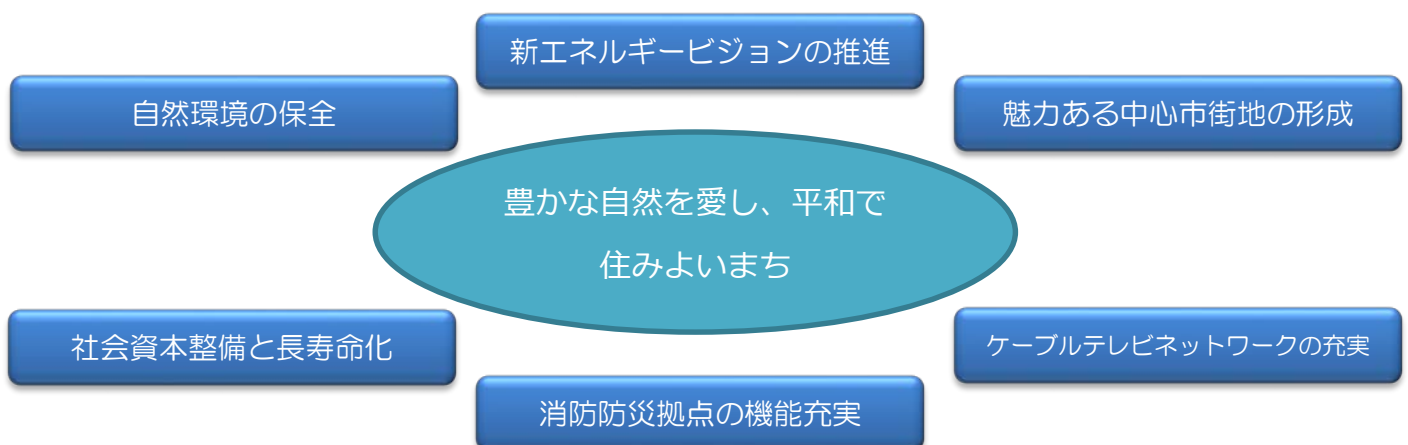 新エネルギービジョンの推進
自然環境の保全
魅力ある中心市街地の形成
豊かな自然を愛し、平和で
住みよいまち
社会資本整備と長寿命化
ケーブルテレビネットワークの充実
消防防災拠点の機能充実